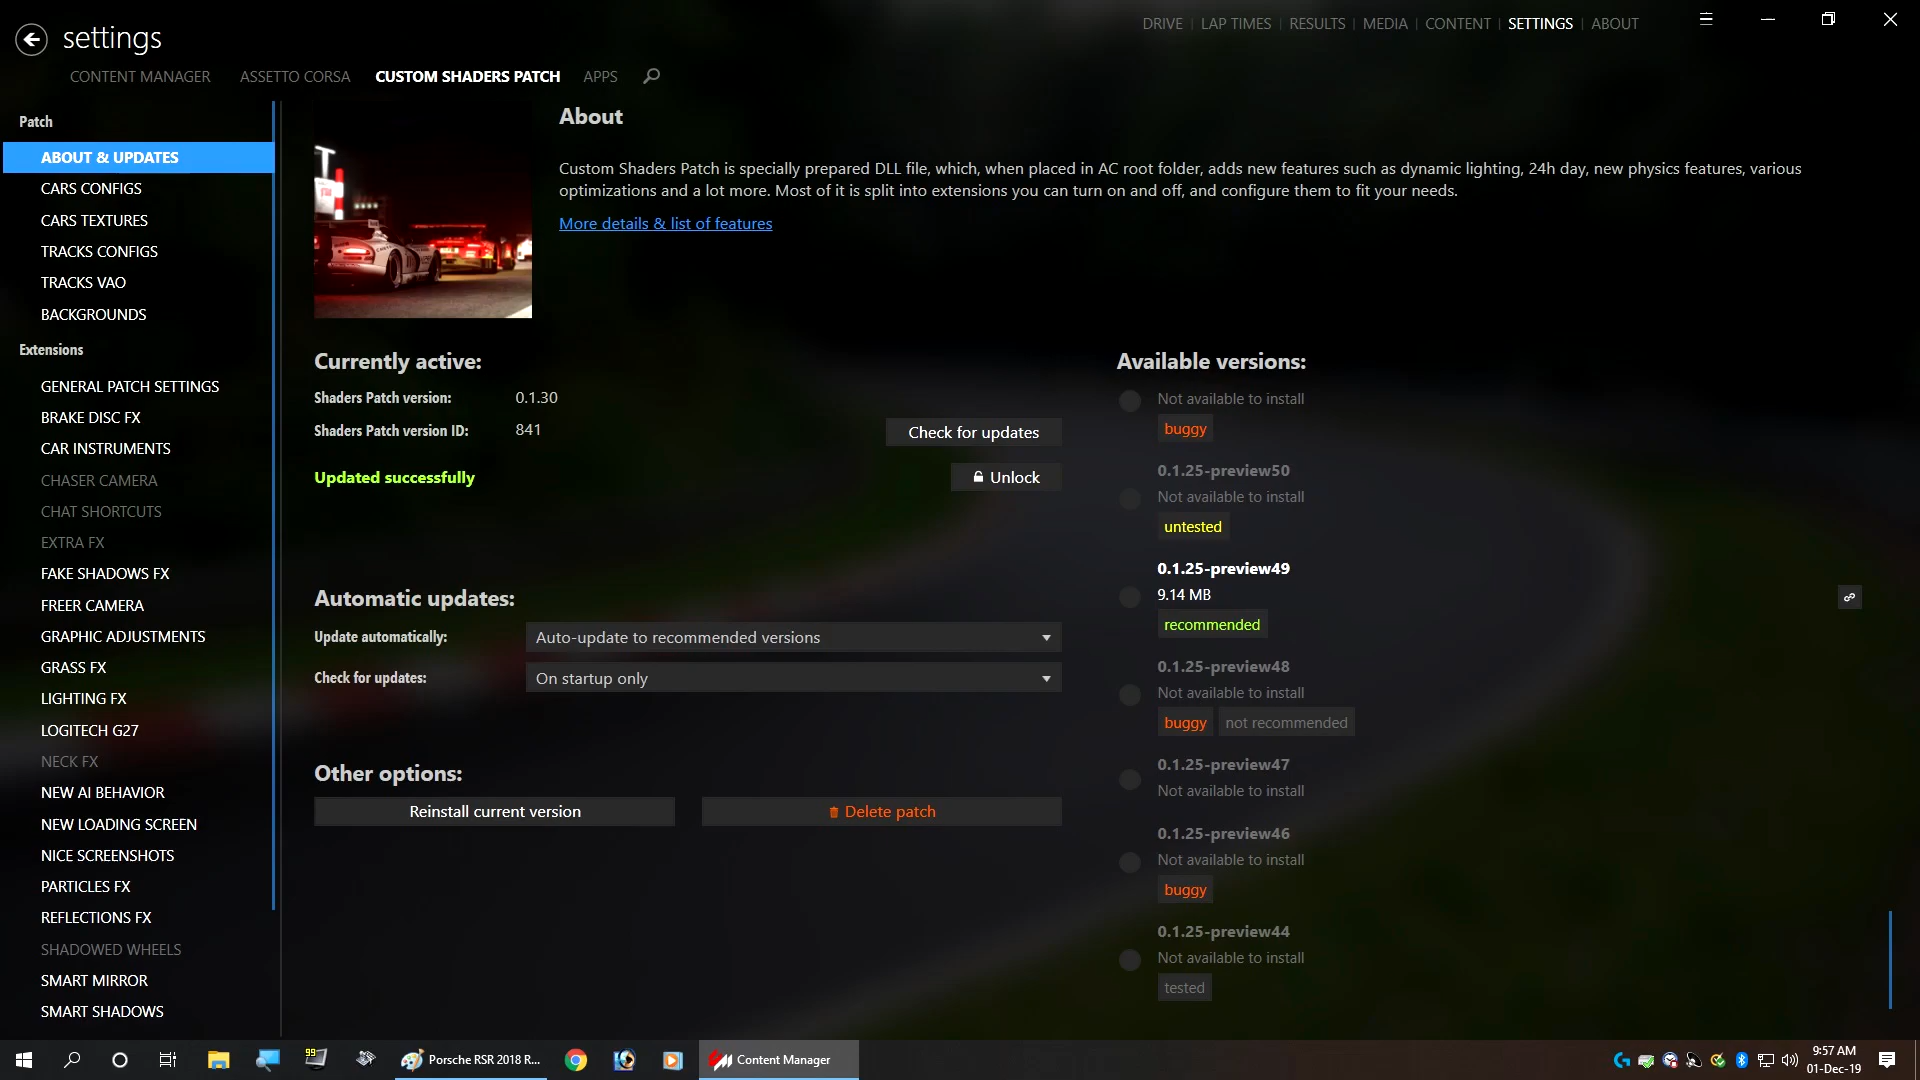 settings
DRIVE | LAP TIMES | RESULTS | MEDIA | CONTENT | SETTINGS | ABOUT
CONTENT MANAGER ASSETTO CORSA CUSTOM SHADERS PATCH APPS
Patch
ABOUT & UPDATES
CARS CONFIGS
CARS TEXTURES
TRACKS CONFIGS
TRACKS VAO
BACKGROUNDS
Extensions
GENERAL PATCH SETTINGS
BRAKE DISC FX
CAR INSTRUMENTS
CHASER CAMERA
CHAT SHORTCUTS
EXTRA FX
FAKE SHADOWS FX
FREER CAMERA
GRAPHIC ADJUSTMENTS
GRASS FX
LIGHTING FX
LOGITECH G27
NECK FX
NEW AI BEHAVIOR
NEW LOADING SCREEN
NICE SCREENSHOTS
PARTICLES FX
REFLECTIONS FX
SHADOWED WHEELS
SMART MIRROR
SMART SHADOWS
About
Custom Shaders Patch is specially prepared DLL file, which, when placed in AC root folder, adds new features such as dynamic lighting, 24h day, new physics features, various
optimizations and a lot more. Most of it is split into extensions you can turn on and off, and configure them to fit your needs.
More details & list of features
Currently active:
Shaders Patch version: 0.1.30
Shaders Patch version ID: 841
Check for updates
Updated successfully
Unlock
Automatic updates:
Update automatically: Auto-update to recommended versions
Check for updates: On startup only
Other options:
Reinstall current version
Delete patch
Available versions:
Not available to install
buggy
0.1.25-preview50
Not available to install
untested
0.1.25-preview49
9.14 MB
recommended
0.1.25-preview48
Not available to install
buggy not recommended
0.1.25-preview47
Not available to install
0.1.25-preview46
Not available to install
buggy
0.1.25-preview44
Not available to install
tested
99
Porsche RSR 2018 R...
Content Manager
9:57 AM
01-Dec-19